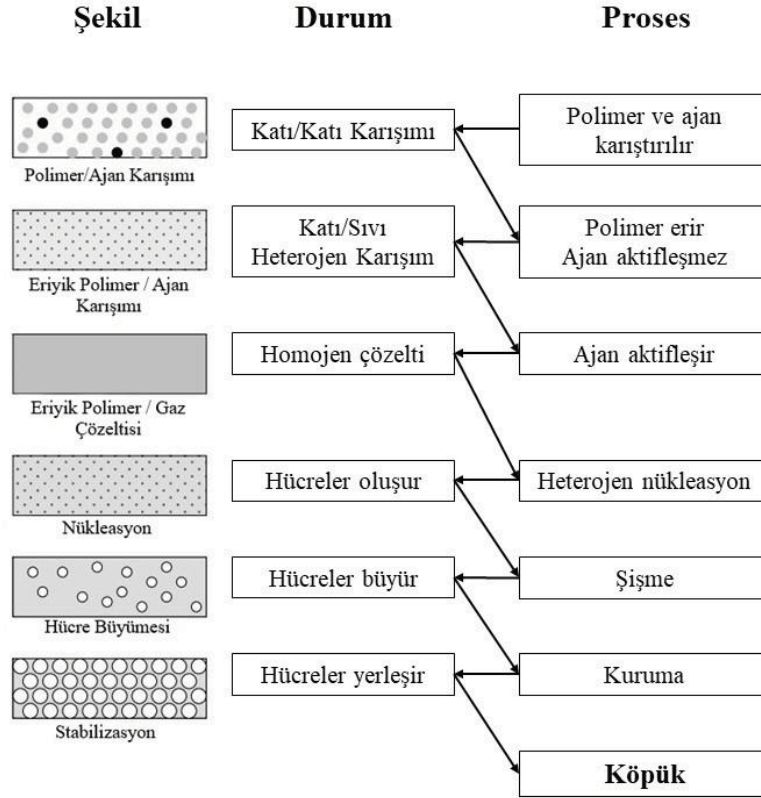 Şekil
Durum
Proses
Polimer/Ajan Karışımı
Katı/Katı Karışımı
Polimer ve ajan
karıştırılır
Eriyik Polimer / Ajan
Karışımı
Katı/Sıvı
Heterojen Karışım
Polimer erir
Ajan aktifleşmez
Eriyik Polimer / Gaz
Çözeltisi
Homojen çözelti
Ajan aktifleşir
Nükleasyon
Hücreler oluşur
Heterojen nükleasyon
Hücre Büyümesi
Hücreler büyür
Şişme
Stabilizasyon
Hücreler yerleşir
Kuruma
Köpük